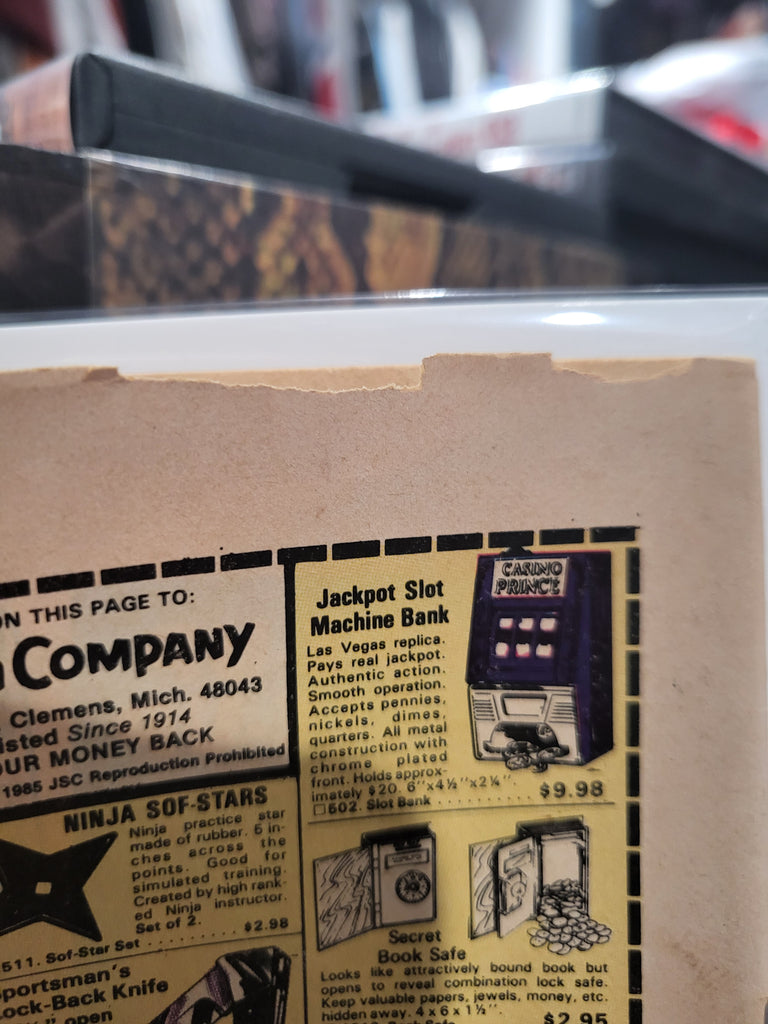 ON THIS PAGE TO:
COMPANY
Clemens, Mich. 48043
Since 1914
OUR MONEY BACK
1985 JSC Reproduction Prohibited
NINJA SOF-STARS
Ninja practice star
made of rubber. 6 in-
ches across the
points. Good for
simulated training.
Created by high rank-
ed Ninja instructor.
Set of 2.
511. Sof-Star Set . . . . . . . . . $2.98
portsman's
ock-Back Knife
open
Jackpot Slot
Machine Bank
Las Vegas replica.
Pays real jackpot.
Authentic action.
Smooth operation.
Accepts pennies,
nickels, dimes,
quarters. All metal
construction with
chrome plated
front. Holds approx-
imately $20. 6''x4½''x2¼''.
□502. Slot Bank . . . . . . . . . $9.98
CASINO
PRINCE
Secret
Book Safe
Looks like attractively bound book but
opens to reveal combination lock safe.
Keep valuable papers, jewels, money, etc.
hidden away. 4 x 6 x 1½''.
$2.95